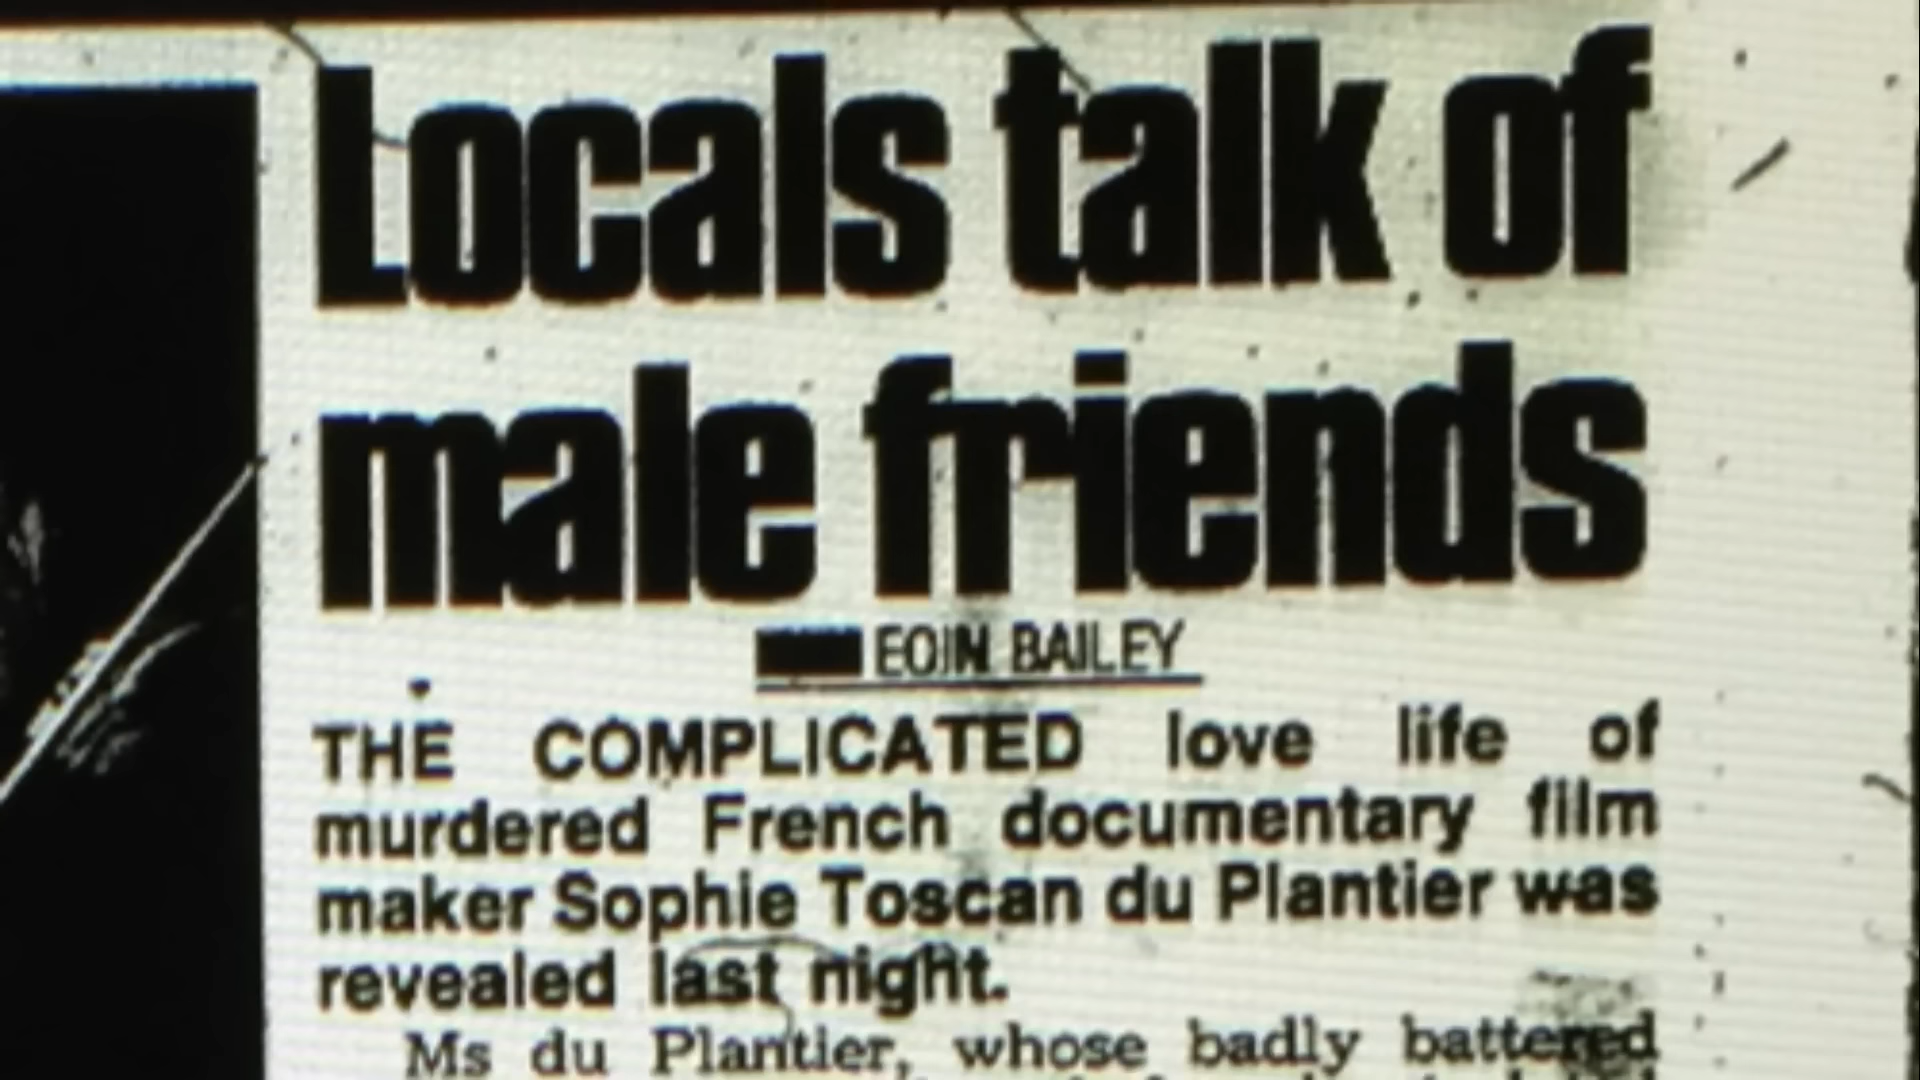 Locals talk of
male friends
EOIN BAILEY
THE COMPLICATED love life of
murdered French documentary film
maker Sophie Toscan du Plantier was
revealed last night.
Ms du Plantier, whose badly battered